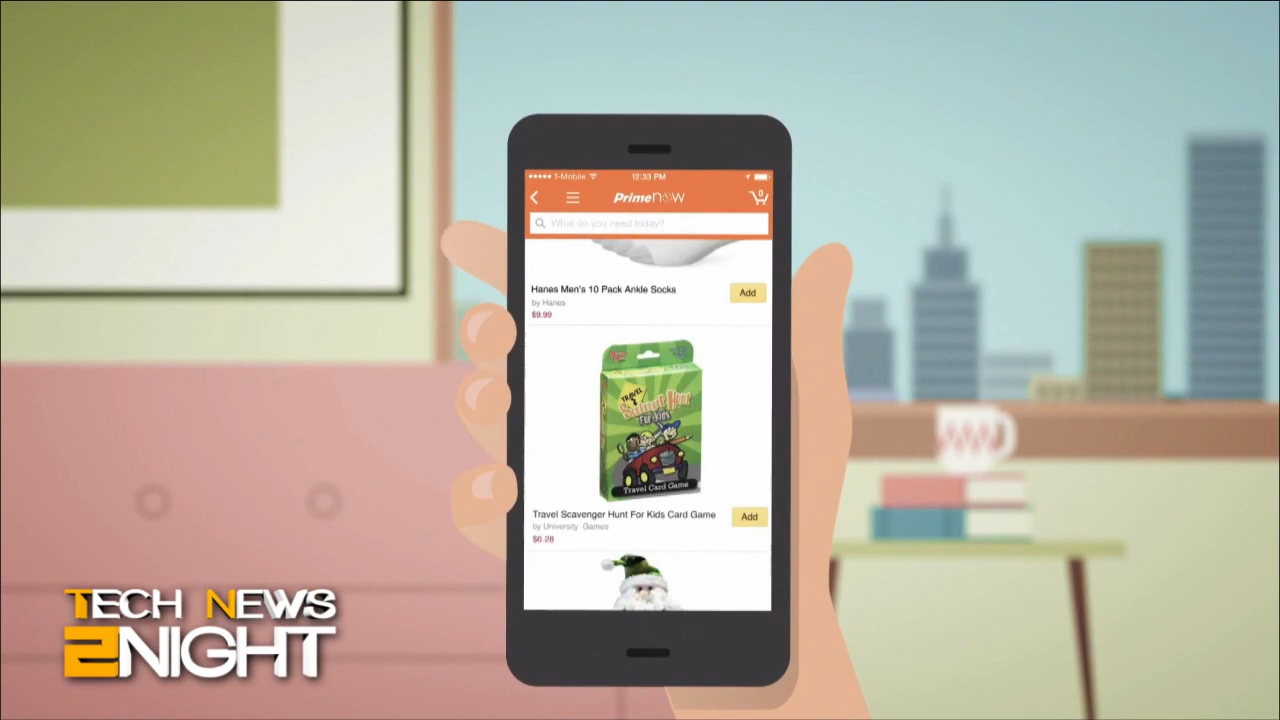 T-Mobile 12:33 PM
Prime now
0
What do you need today?
Hanes Men's 10 Pack Ankle Socks
Add
by Hanes
$9.99
TRAVEL
Scavenger Hunt
For Kids
Travel Card Game
Travel Scavenger Hunt For Kids Card Game
Add
by University Games
$6.28
TECH NEWS
2NIGHT